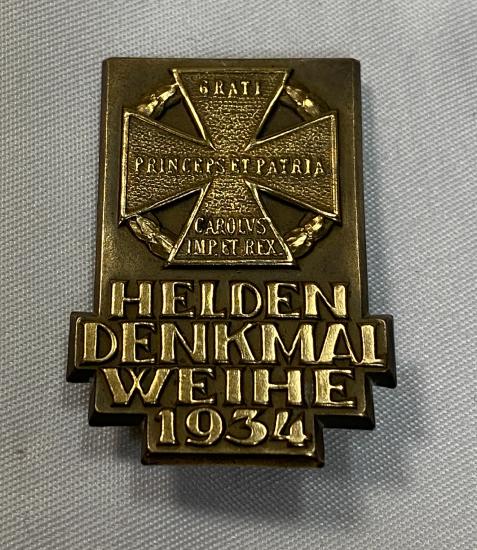 GRATI
PRINCEPS ET PATRIA
CAROLVS
IMP. ET REX
HELDEN
DENKMAL
WEIHE
1934